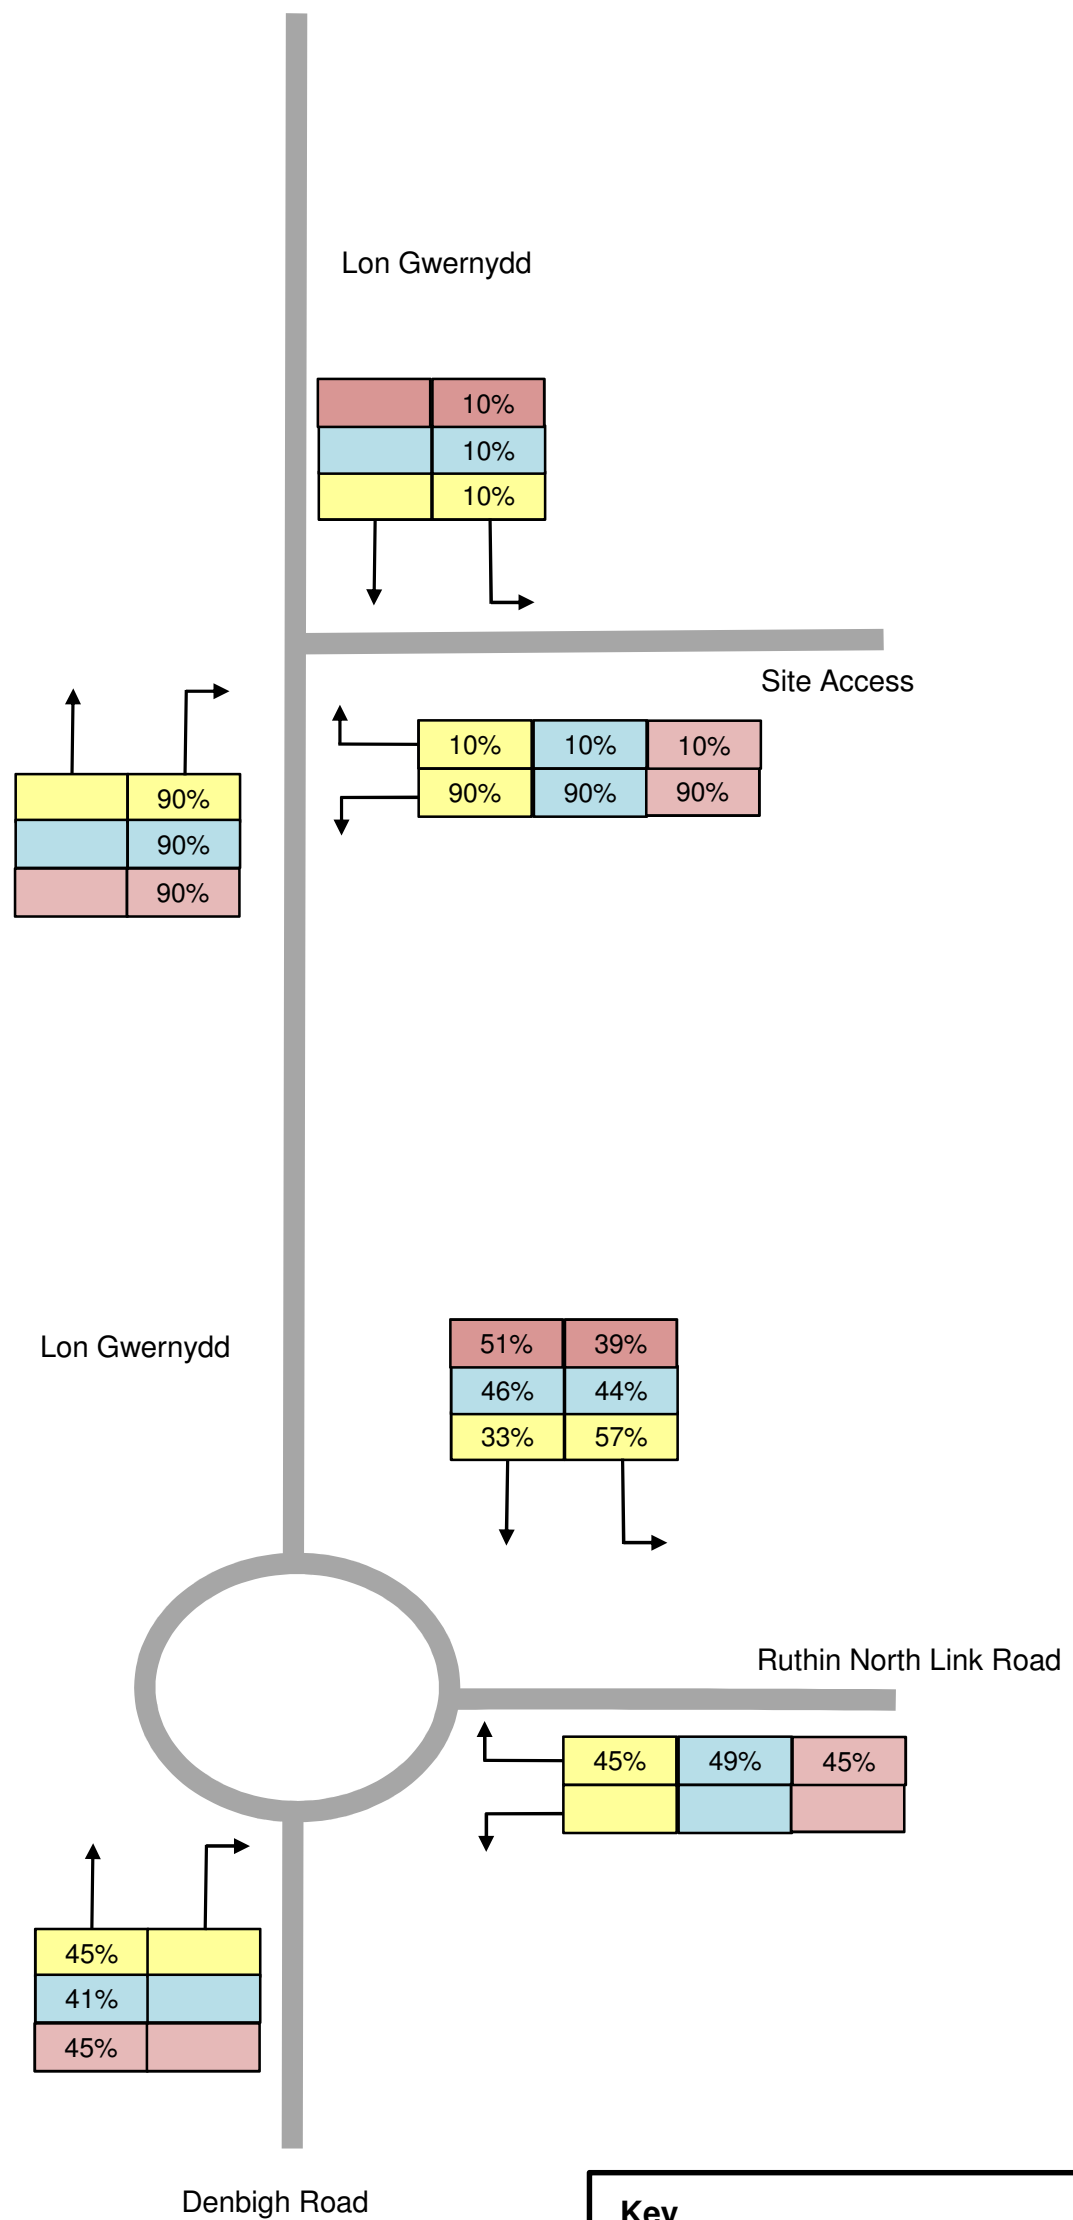 Lon Gwernydd
10%
10%
10%
Site Access
10% 10% 10%
90% 90% 90%
90%
90%
90%
Lon Gwernydd
51% 39%
46% 44%
33% 57%
Ruthin North Link Road
45% 49% 45%
45%
41%
45%
Denbigh Road
Key